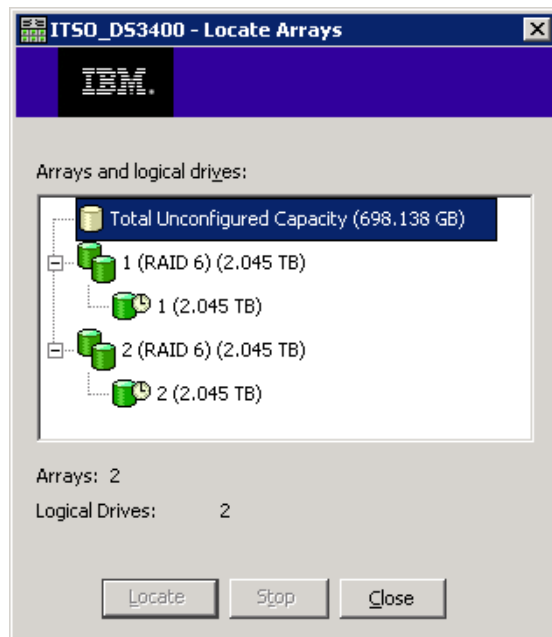 ITSO_DS3400 - Locate Arrays
IBM.
Arrays and logical drives:
Total Unconfigured Capacity (698.138 GB)
1 (RAID 6) (2.045 TB)
1 (2.045 TB)
2 (RAID 6) (2.045 TB)
2 (2.045 TB)
Arrays: 2
Logical Drives: 2
Locate Stop Close